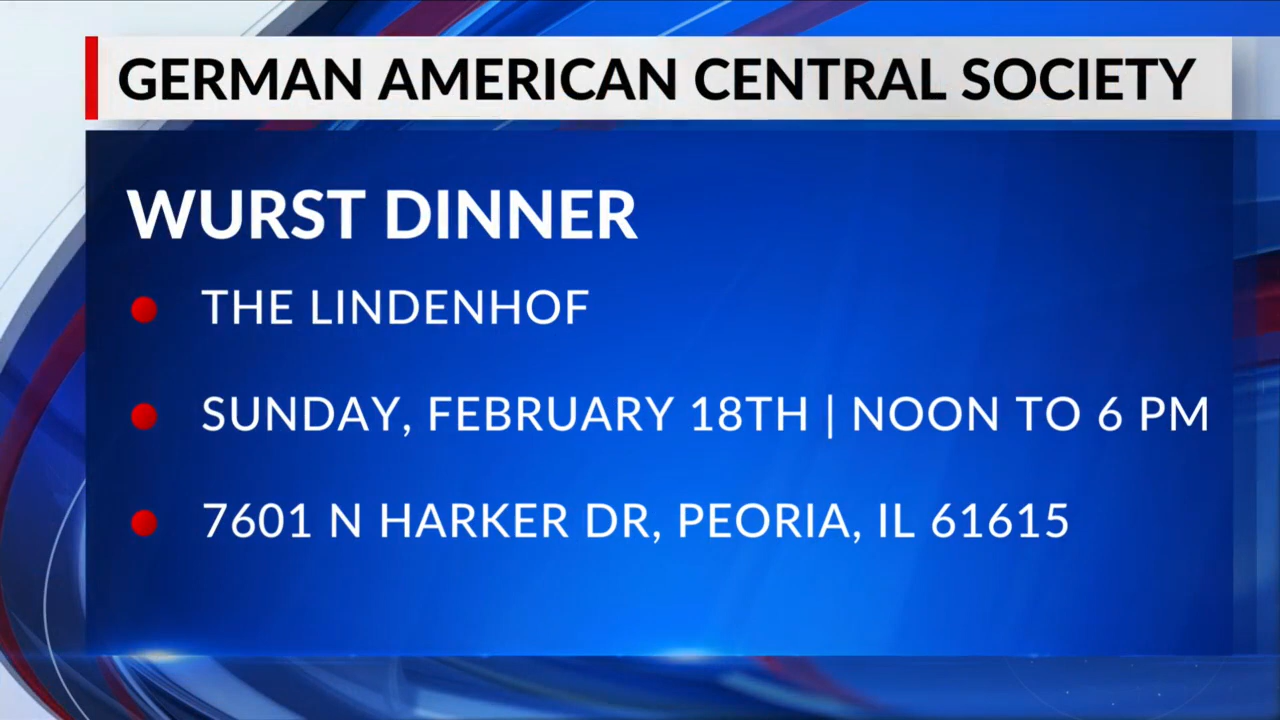 GERMAN AMERICAN CENTRAL SOCIETY
WURST DINNER
THE LINDENHOF
SUNDAY, FEBRUARY 18TH | NOON TO 6 PM
7601 N HARKER DR, PEORIA, IL 61615